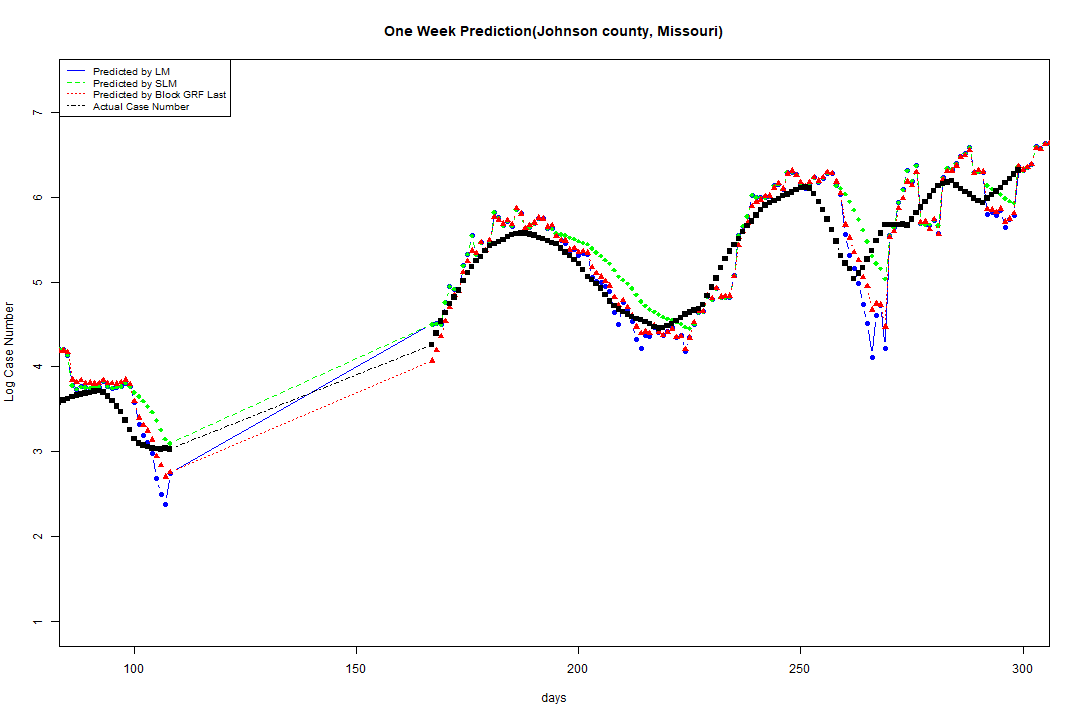 One Week Prediction(Johnson county, Missouri)
Predicted by LM
Predicted by SLM
Predicted by Block GRF Last
Actual Case Number
Log Case Number
7
6
5
4
3
2
1
100 150 200 250 300
days